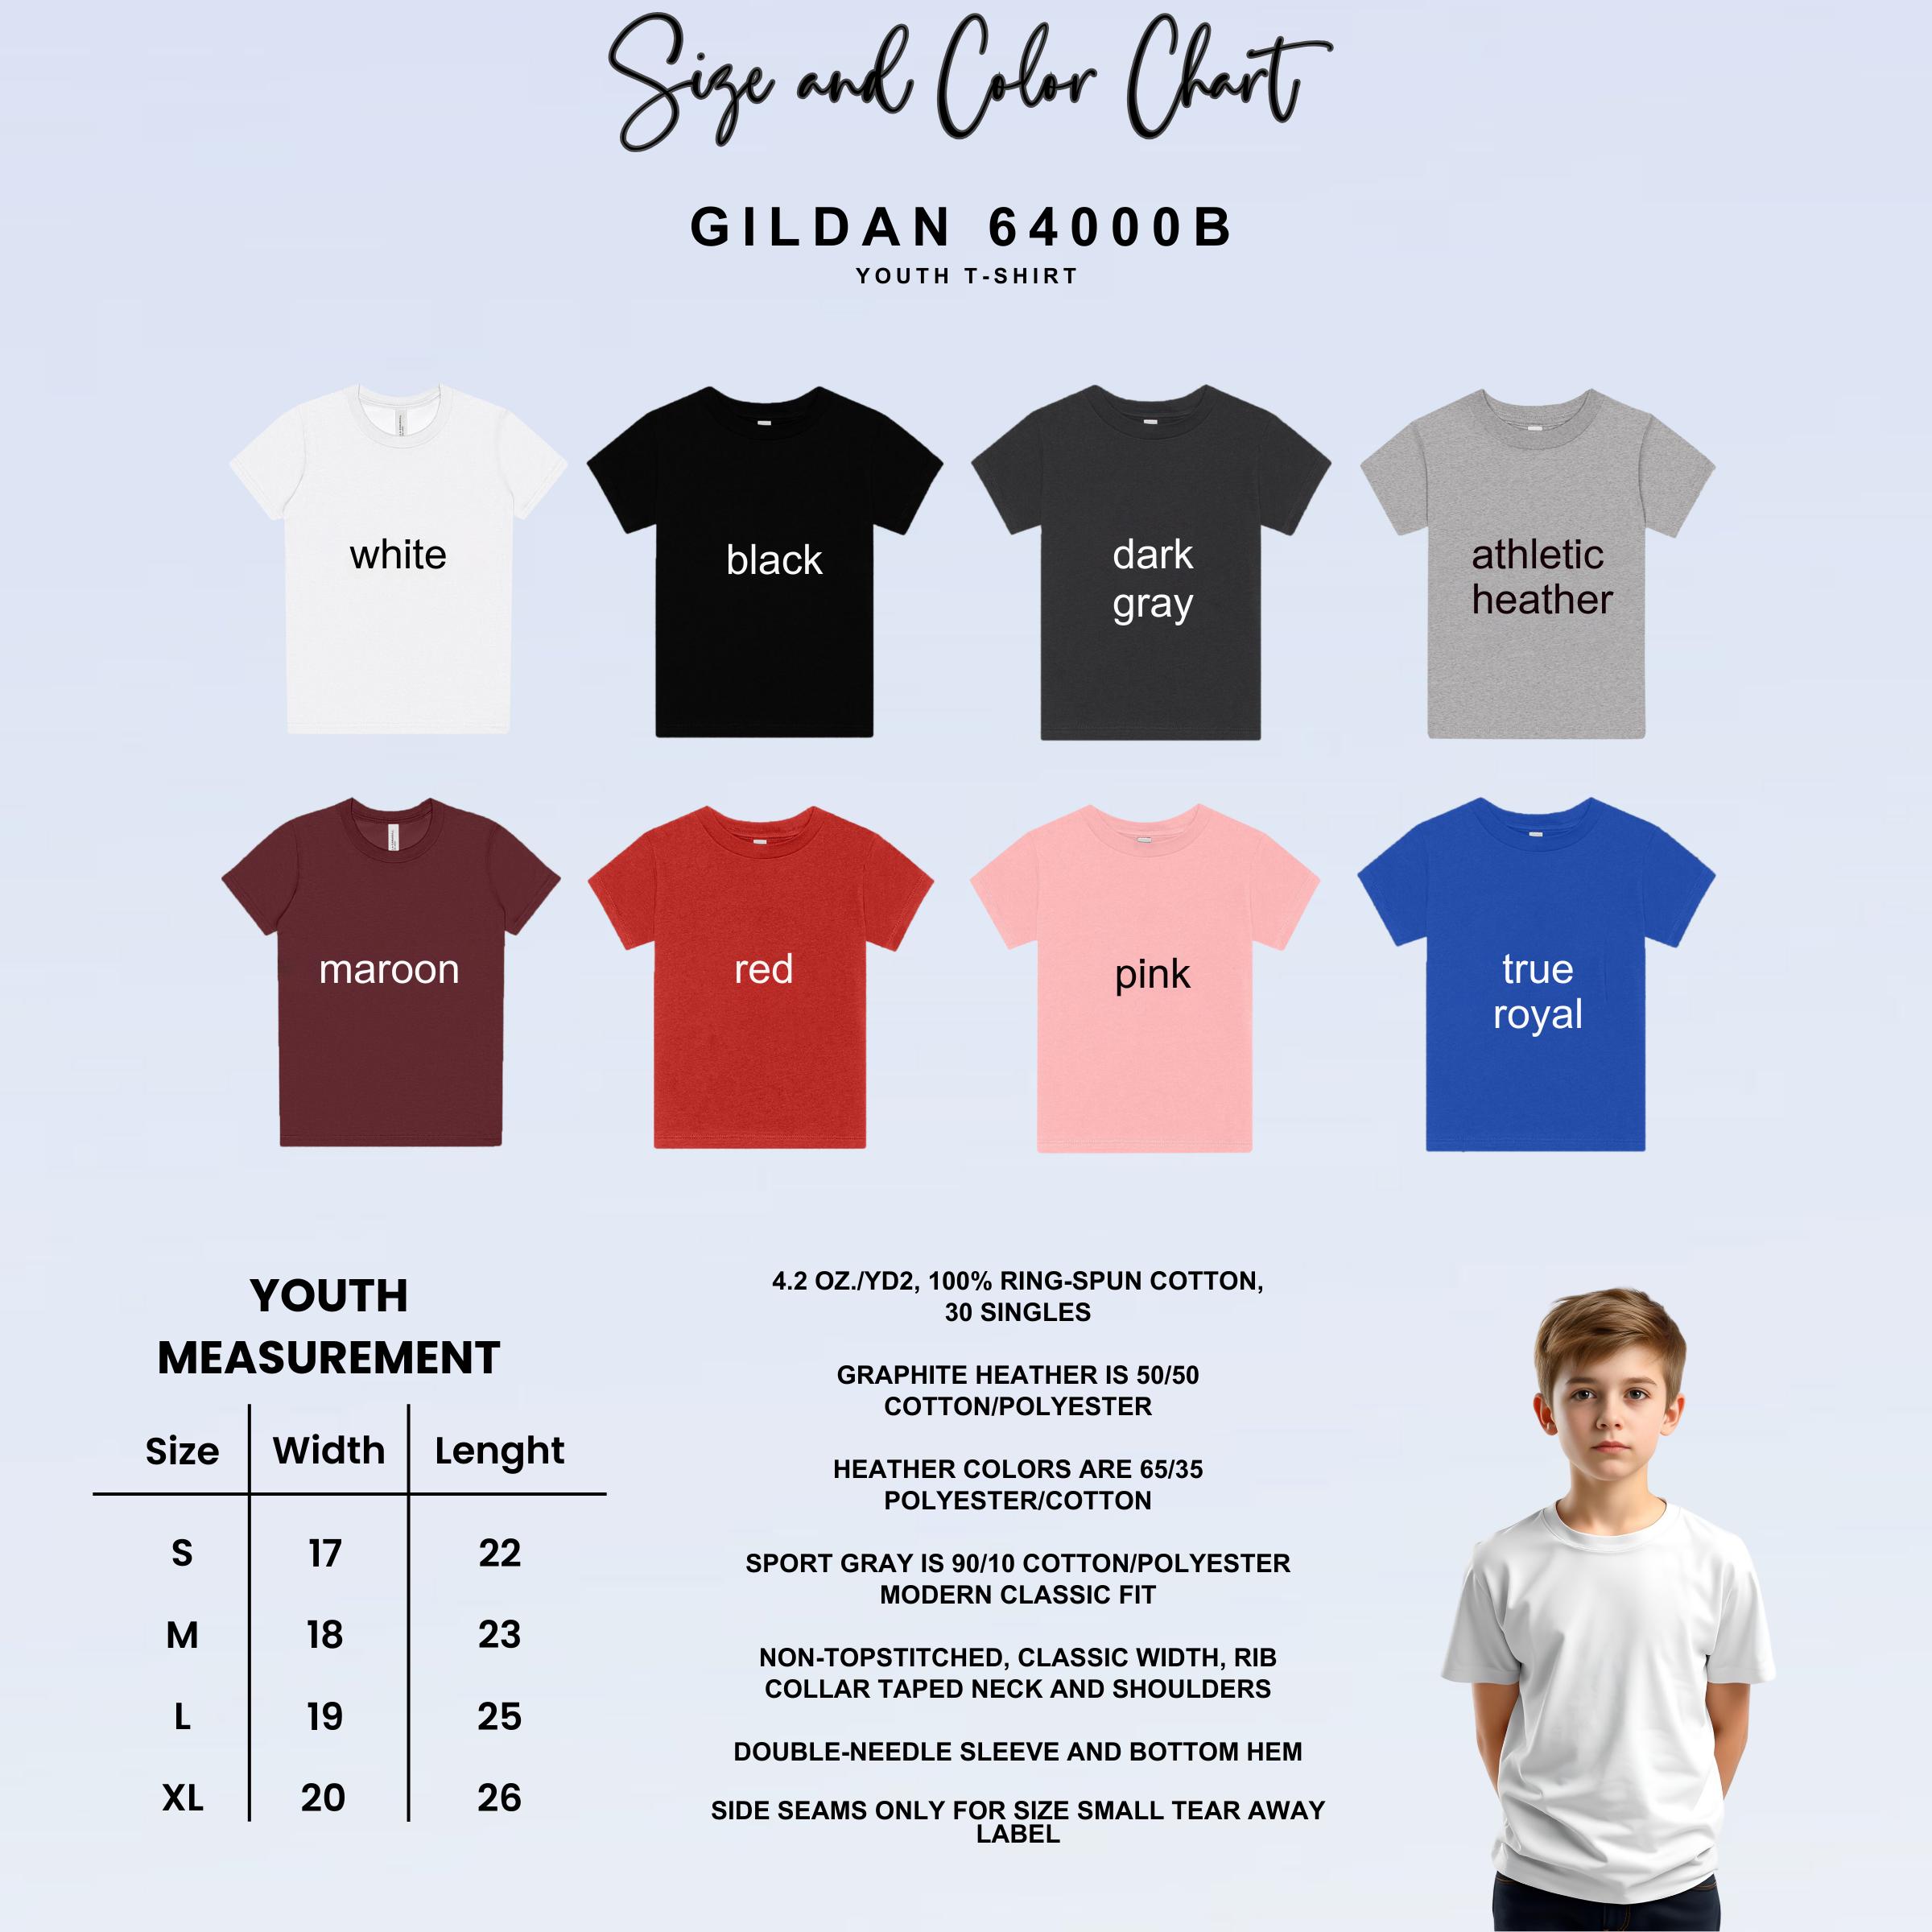 Size and Color Chart
GILDAN 64000B
YOUTH T-SHIRT
white
black
dark
gray
athletic
heather
maroon
red
pink
true
royal
YOUTH
MEASUREMENT
Size Width Lenght
S 17 22
M 18 23
L 19 25
XL 20 26
4.2 OZ./YD2, 100% RING-SPUN COTTON,
30 SINGLES
GRAPHITE HEATHER IS 50/50
COTTON/POLYESTER
HEATHER COLORS ARE 65/35
POLYESTER/COTTON
SPORT GRAY IS 90/10 COTTON/POLYESTER
MODERN CLASSIC FIT
NON-TOPSTITCHED, CLASSIC WIDTH, RIB
COLLAR TAPED NECK AND SHOULDERS
DOUBLE-NEEDLE SLEEVE AND BOTTOM HEM
SIDE SEAMS ONLY FOR SIZE SMALL TEAR AWAY
LABEL